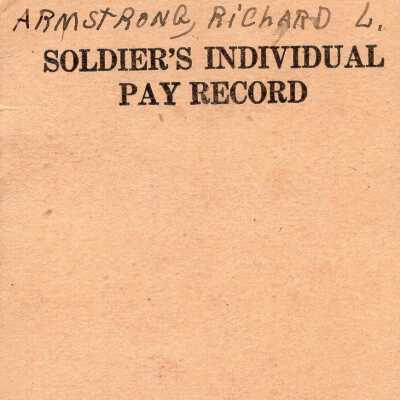 ARMSTRONG, RiCHARD L.
SOLDIER'S INDIVIDUAL
PAY RECORD